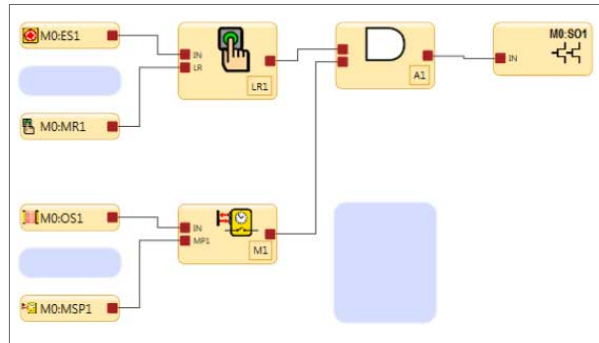 M0:ES1
M0:SO1
IN
LR
IN
LR1
A1
M0:MR1
M0:OS1
IN
MP1
M1
M0:MSP1